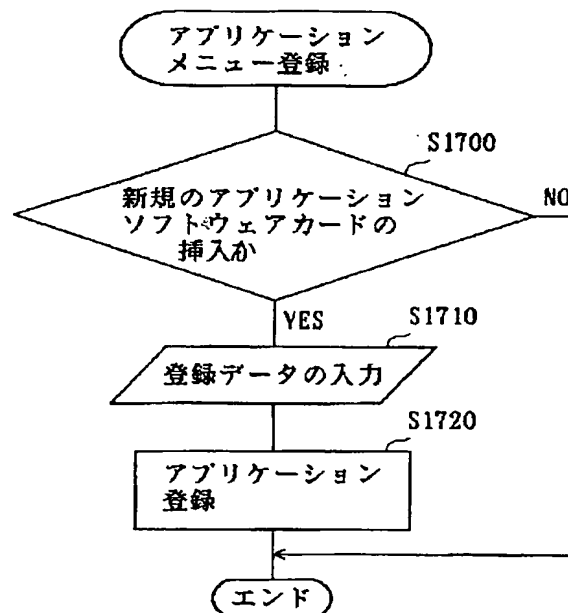 アプリケーション
メニュー登録
S1700
新規のアプリケーション
ソフトウェアカードの
挿入か
NO
YES
S1710
登録データの入力
S1720
アプリケーション
登録
エンド